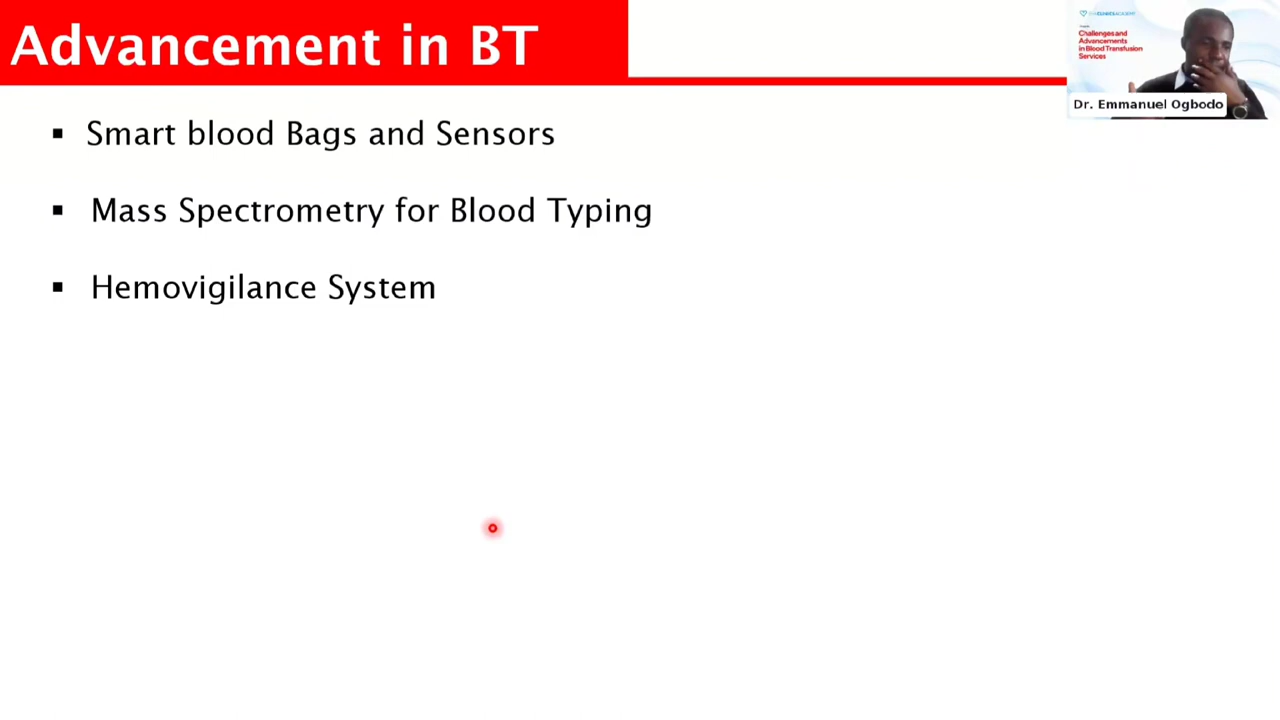 Advancement in BT
Challenges and
Advancements
in Blood Transfusion
Services
Dr. Emmanuel Ogbodo
▪ Smart blood Bags and Sensors
▪ Mass Spectrometry for Blood Typing
▪ Hemovigilance System